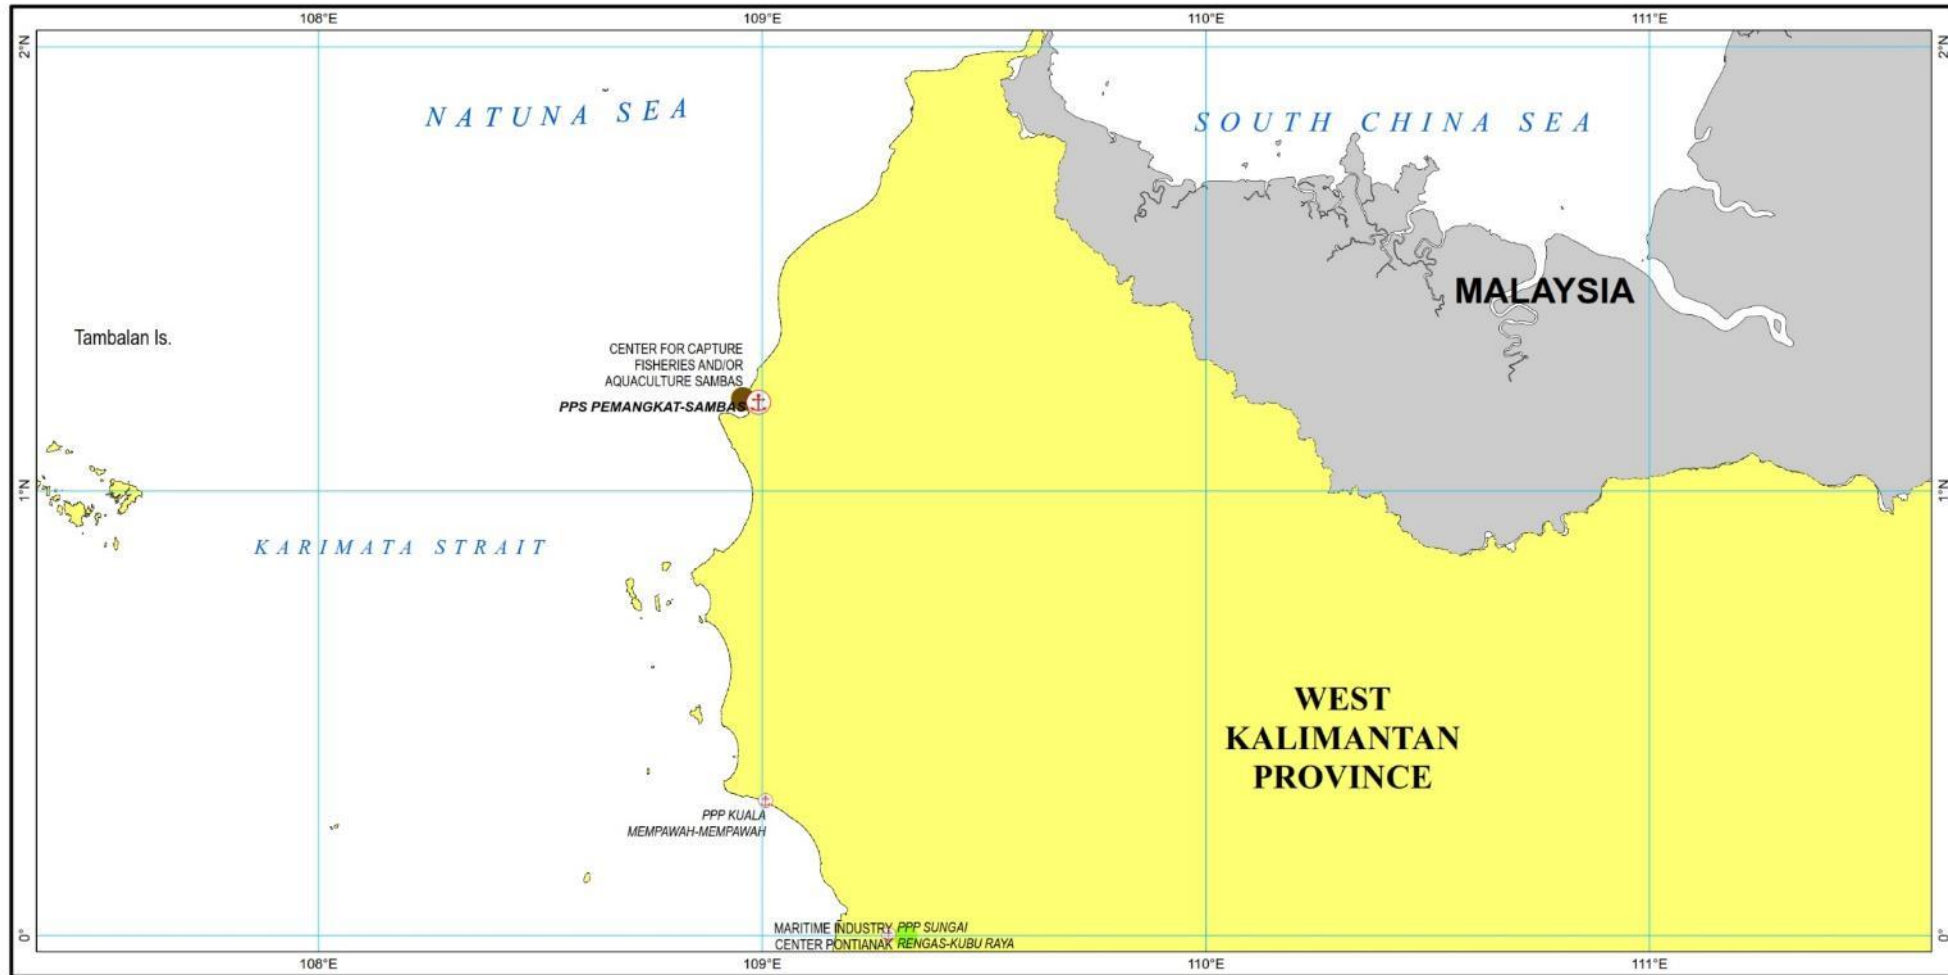 108°E
109°E
110°E
111°E
2°N
2°N
NATUNA SEA
SOUTH CHINA SEA
MALAYSIA
Tambalan Is.
CENTER FOR CAPTURE
FISHERIES AND/OR
AQUACULTURE SAMBAS
PPS PEMANGKAT-SAMBAS
1°N
1°N
KARIMATA STRAIT
WEST
KALIMANTAN
PROVINCE
PPP KUALA
MEMPAWAH-MEMPAWAH
MARITIME INDUSTRY
CENTER PONTIANAK
PPP SUNGAI
RENGAS-KUBU RAYA
0°
0°
108°E
109°E
110°E
111°E